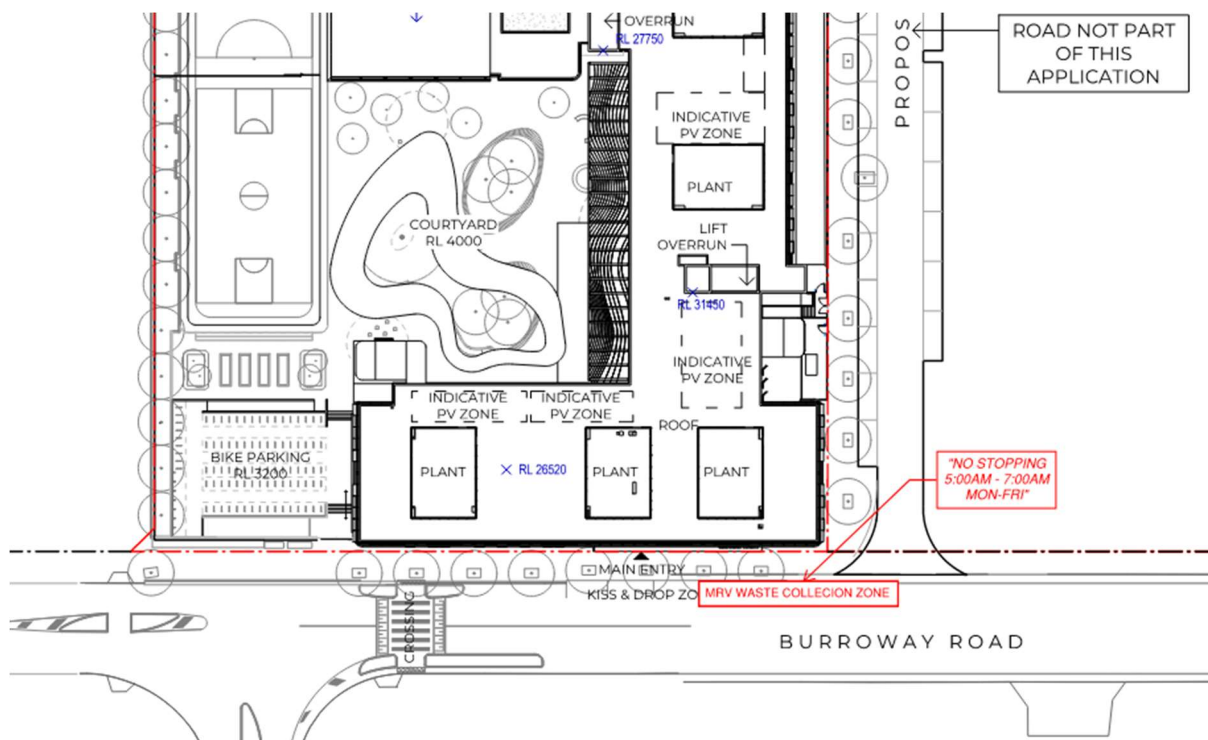 OVERRUN
RL 27750
PROPOS
ROAD NOT PART
OF THIS
APPLICATION
INDICATIVE
PV ZONE
PLANT
COURTYARD
RL 4000
LIFT
OVERRUN
RL 31450
INDICATIVE
PV ZONE
INDICATIVE
PV ZONE
INDICATIVE
PV ZONE
ROOF
BIKE PARKING
RL 3200
PLANT
RL 26520
PLANT
PLANT
"NO STOPPING
5:00AM - 7:00AM
MON-FRI"
MAIN ENTRY
KISS & DROP ZO
MRV WASTE COLLECION ZONE
CROSSING
BURROWAY ROAD